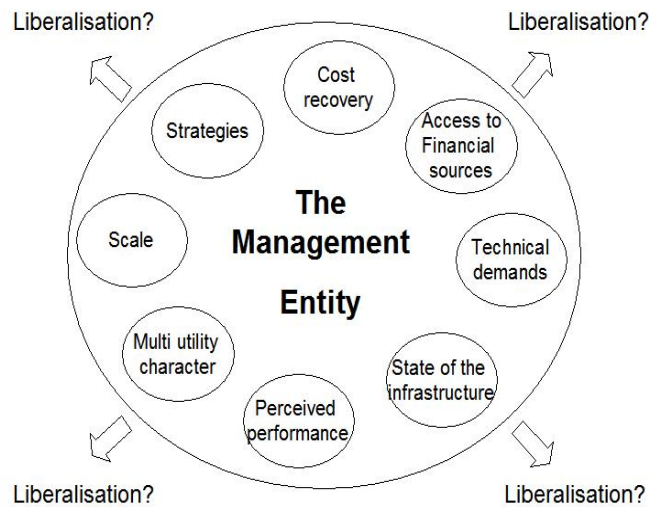 Liberalisation?
Liberalisation?
Cost
recovery
Strategies
Access to
Financial
sources
The
Management
Entity
Scale
Technical
demands
Multi utility
character
State of the
infrastructure
Perceived
performance
Liberalisation?
Liberalisation?